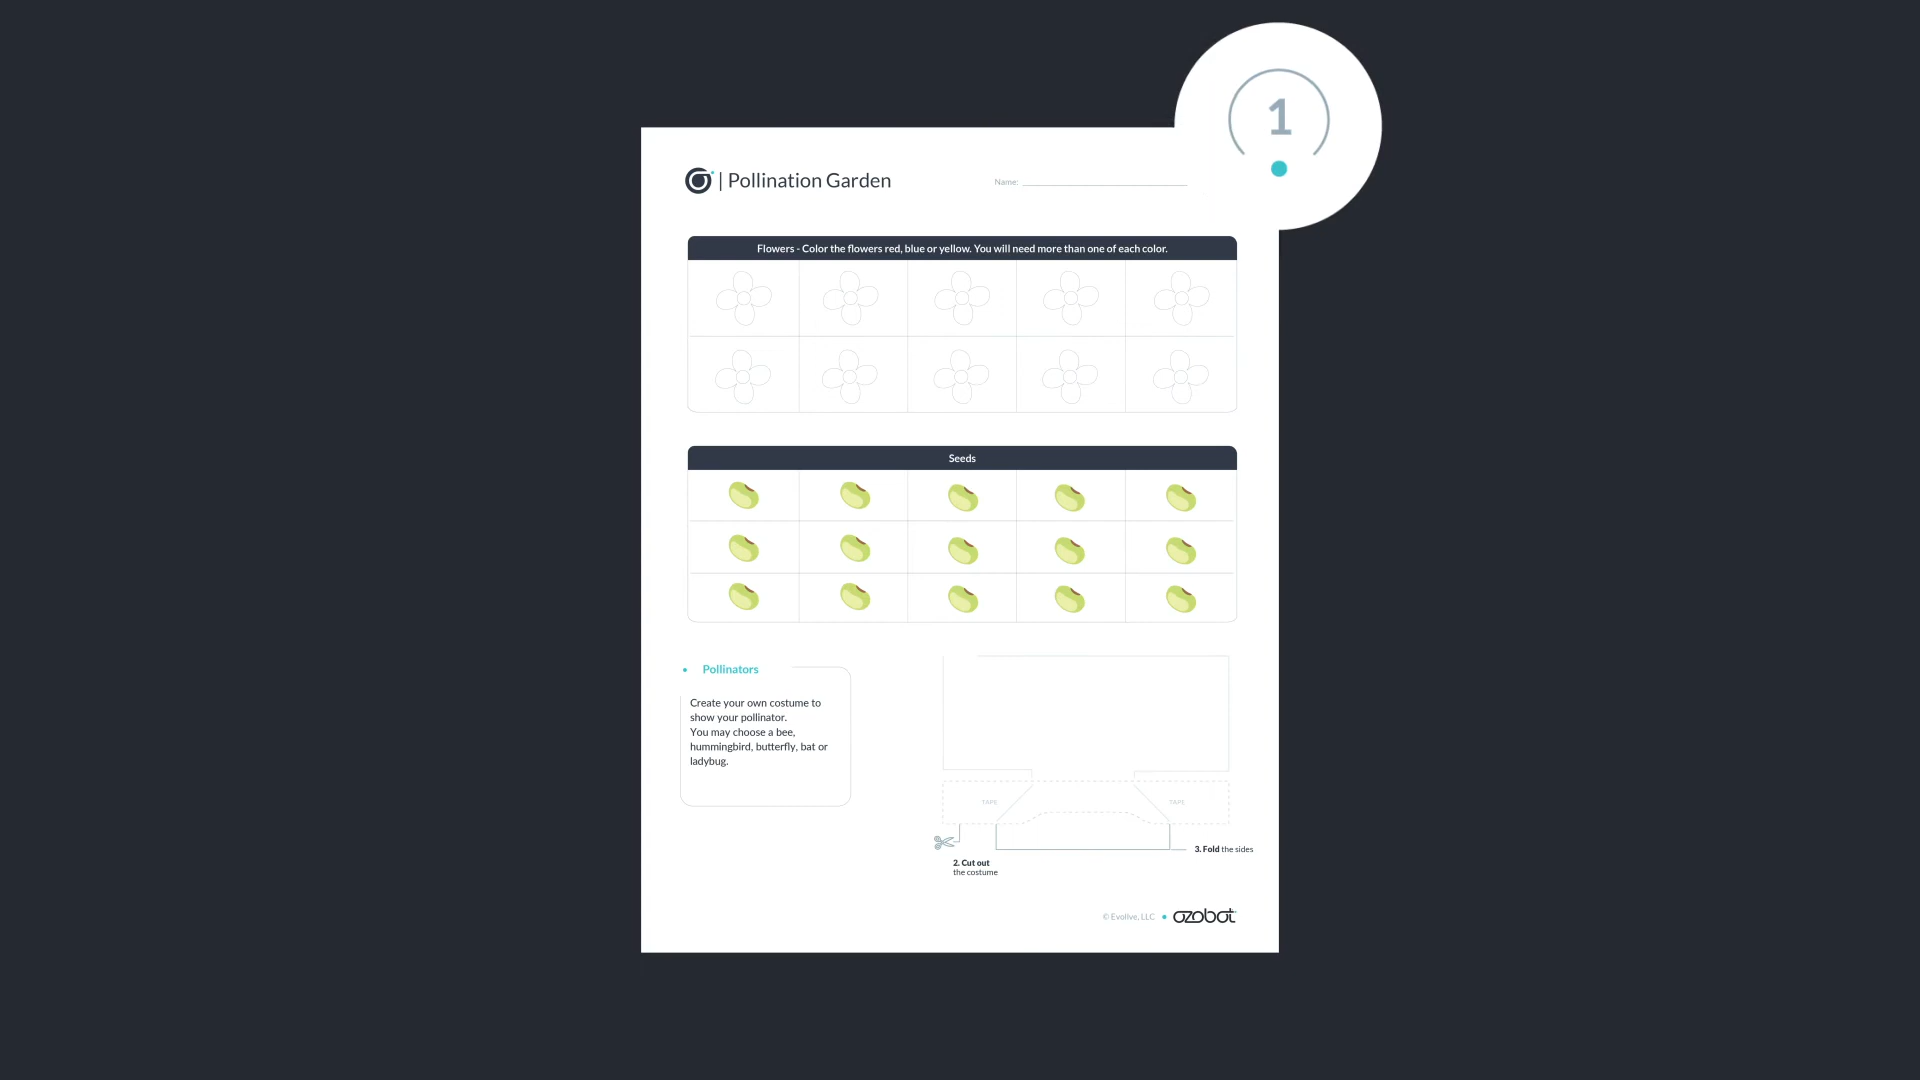 1
| Pollination Garden
Name:
Flowers - Color the flowers red, blue or yellow. You will need more than one of each color.
Seeds
• Pollinators
Create your own costume to
show your pollinator.
You may choose a bee,
hummingbird, butterfly, bat or
ladybug.
TAPE
TAPE
3. Fold the sides
2. Cut out
the costume
© Evollve, LLC • ozobot